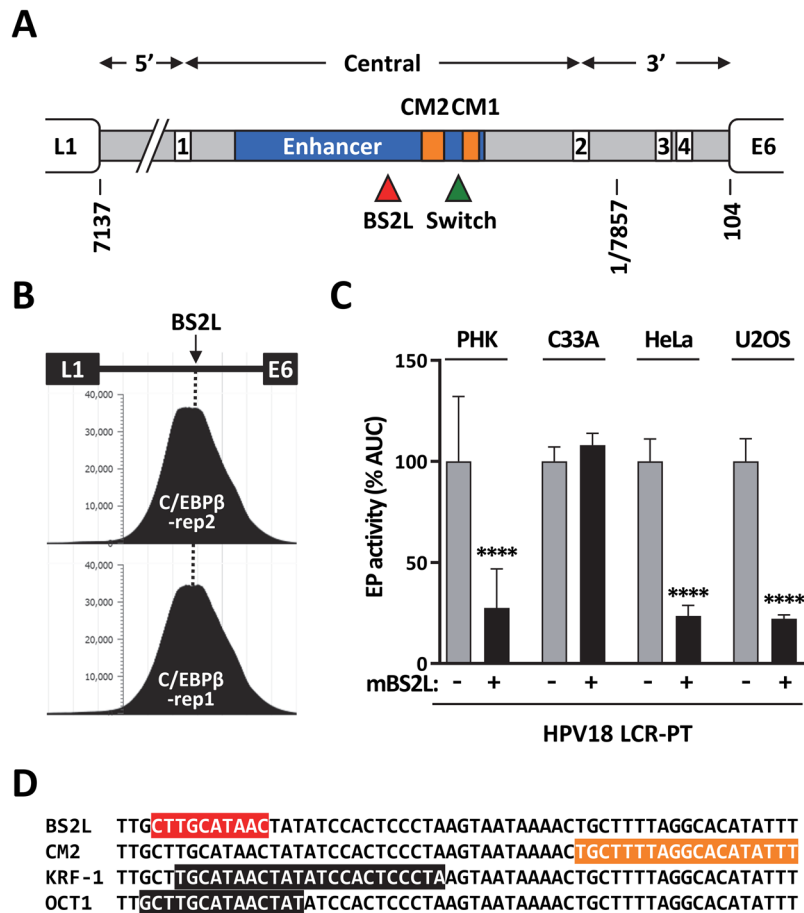 A
5’ Central 3’
CM2 CM1
L1 1 Enhancer 2 3 4 E6
BS2L Switch
7137 1/7857 104
B
BS2L
L1 E6
40,000
30,000
20,000
10,000
0
C/EBPβ
-rep2
40,000
30,000
20,000
10,000
C/EBPβ
-rep1
C
PHK C33A HeLa U2OS
EP activity (% AUC)
150
100
50
0
**** **** ****
mBS2L: - + - + - + - +
HPV18 LCR-PT
D
BS2L TTGCTTGCATAACTATATCCACTCCCTAAGTAATAAAACTGCTTTTAGGCACATATTT
CM2 TTGCTTGCATAACTATATCCACTCCCTAAGTAATAAAACTGCTTTTAGGCACATATTT
KRF-1 TTGCTTGCATAACTATATCCACTCCCTAAGTAATAAAACTGCTTTTAGGCACATATTT
OCT1 TTGCTTGCATAACTATATCCACTCCCTAAGTAATAAAACTGCTTTTAGGCACATATTT